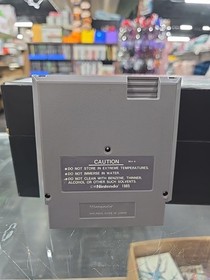 CAUTION
•DO NOT STORE IN EXTREME TEMPERATURES.
•DO NOT IMMERSE IN WATER.
•DO NOT CLEAN WITH BENZENE, THINNER,
ALCOHOL OR OTHER SUCH SOLVENTS.
©Nintendo 1985